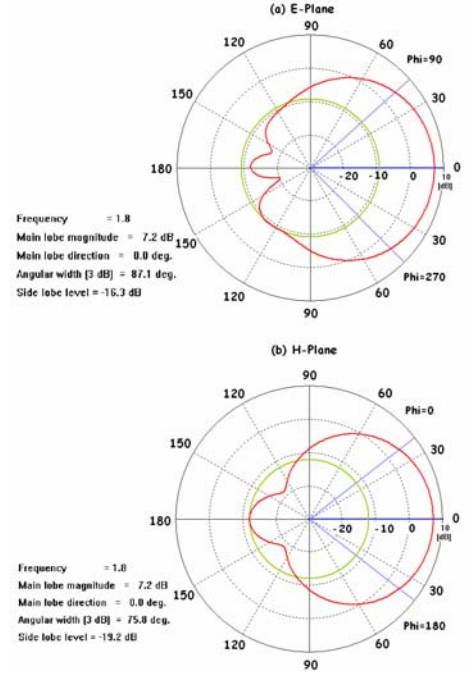 (a) E-Plane
90
120
60
Phi=90
150
30
180
-20
-10
0
10
[dB]
0
Frequency = 1.8
Main lobe magnitude = 7.2 dB
Main lobe direction = 0.0 deg.
Angular width (3 dB) = 87.1 deg.
Side lobe level = -16.3 dB
150
30
Phi=270
120
60
90
(b) H-Plane
90
120
60
Phi=0
150
30
180
-20
-10
0
10
[dB]
0
Frequency = 1.8
Main lobe magnitude = 7.2 dB
Main lobe direction = 0.0 deg.
Angular width (3 dB) = 75.8 deg.
Side lobe level = -19.2 dB
150
30
Phi=180
120
60
90